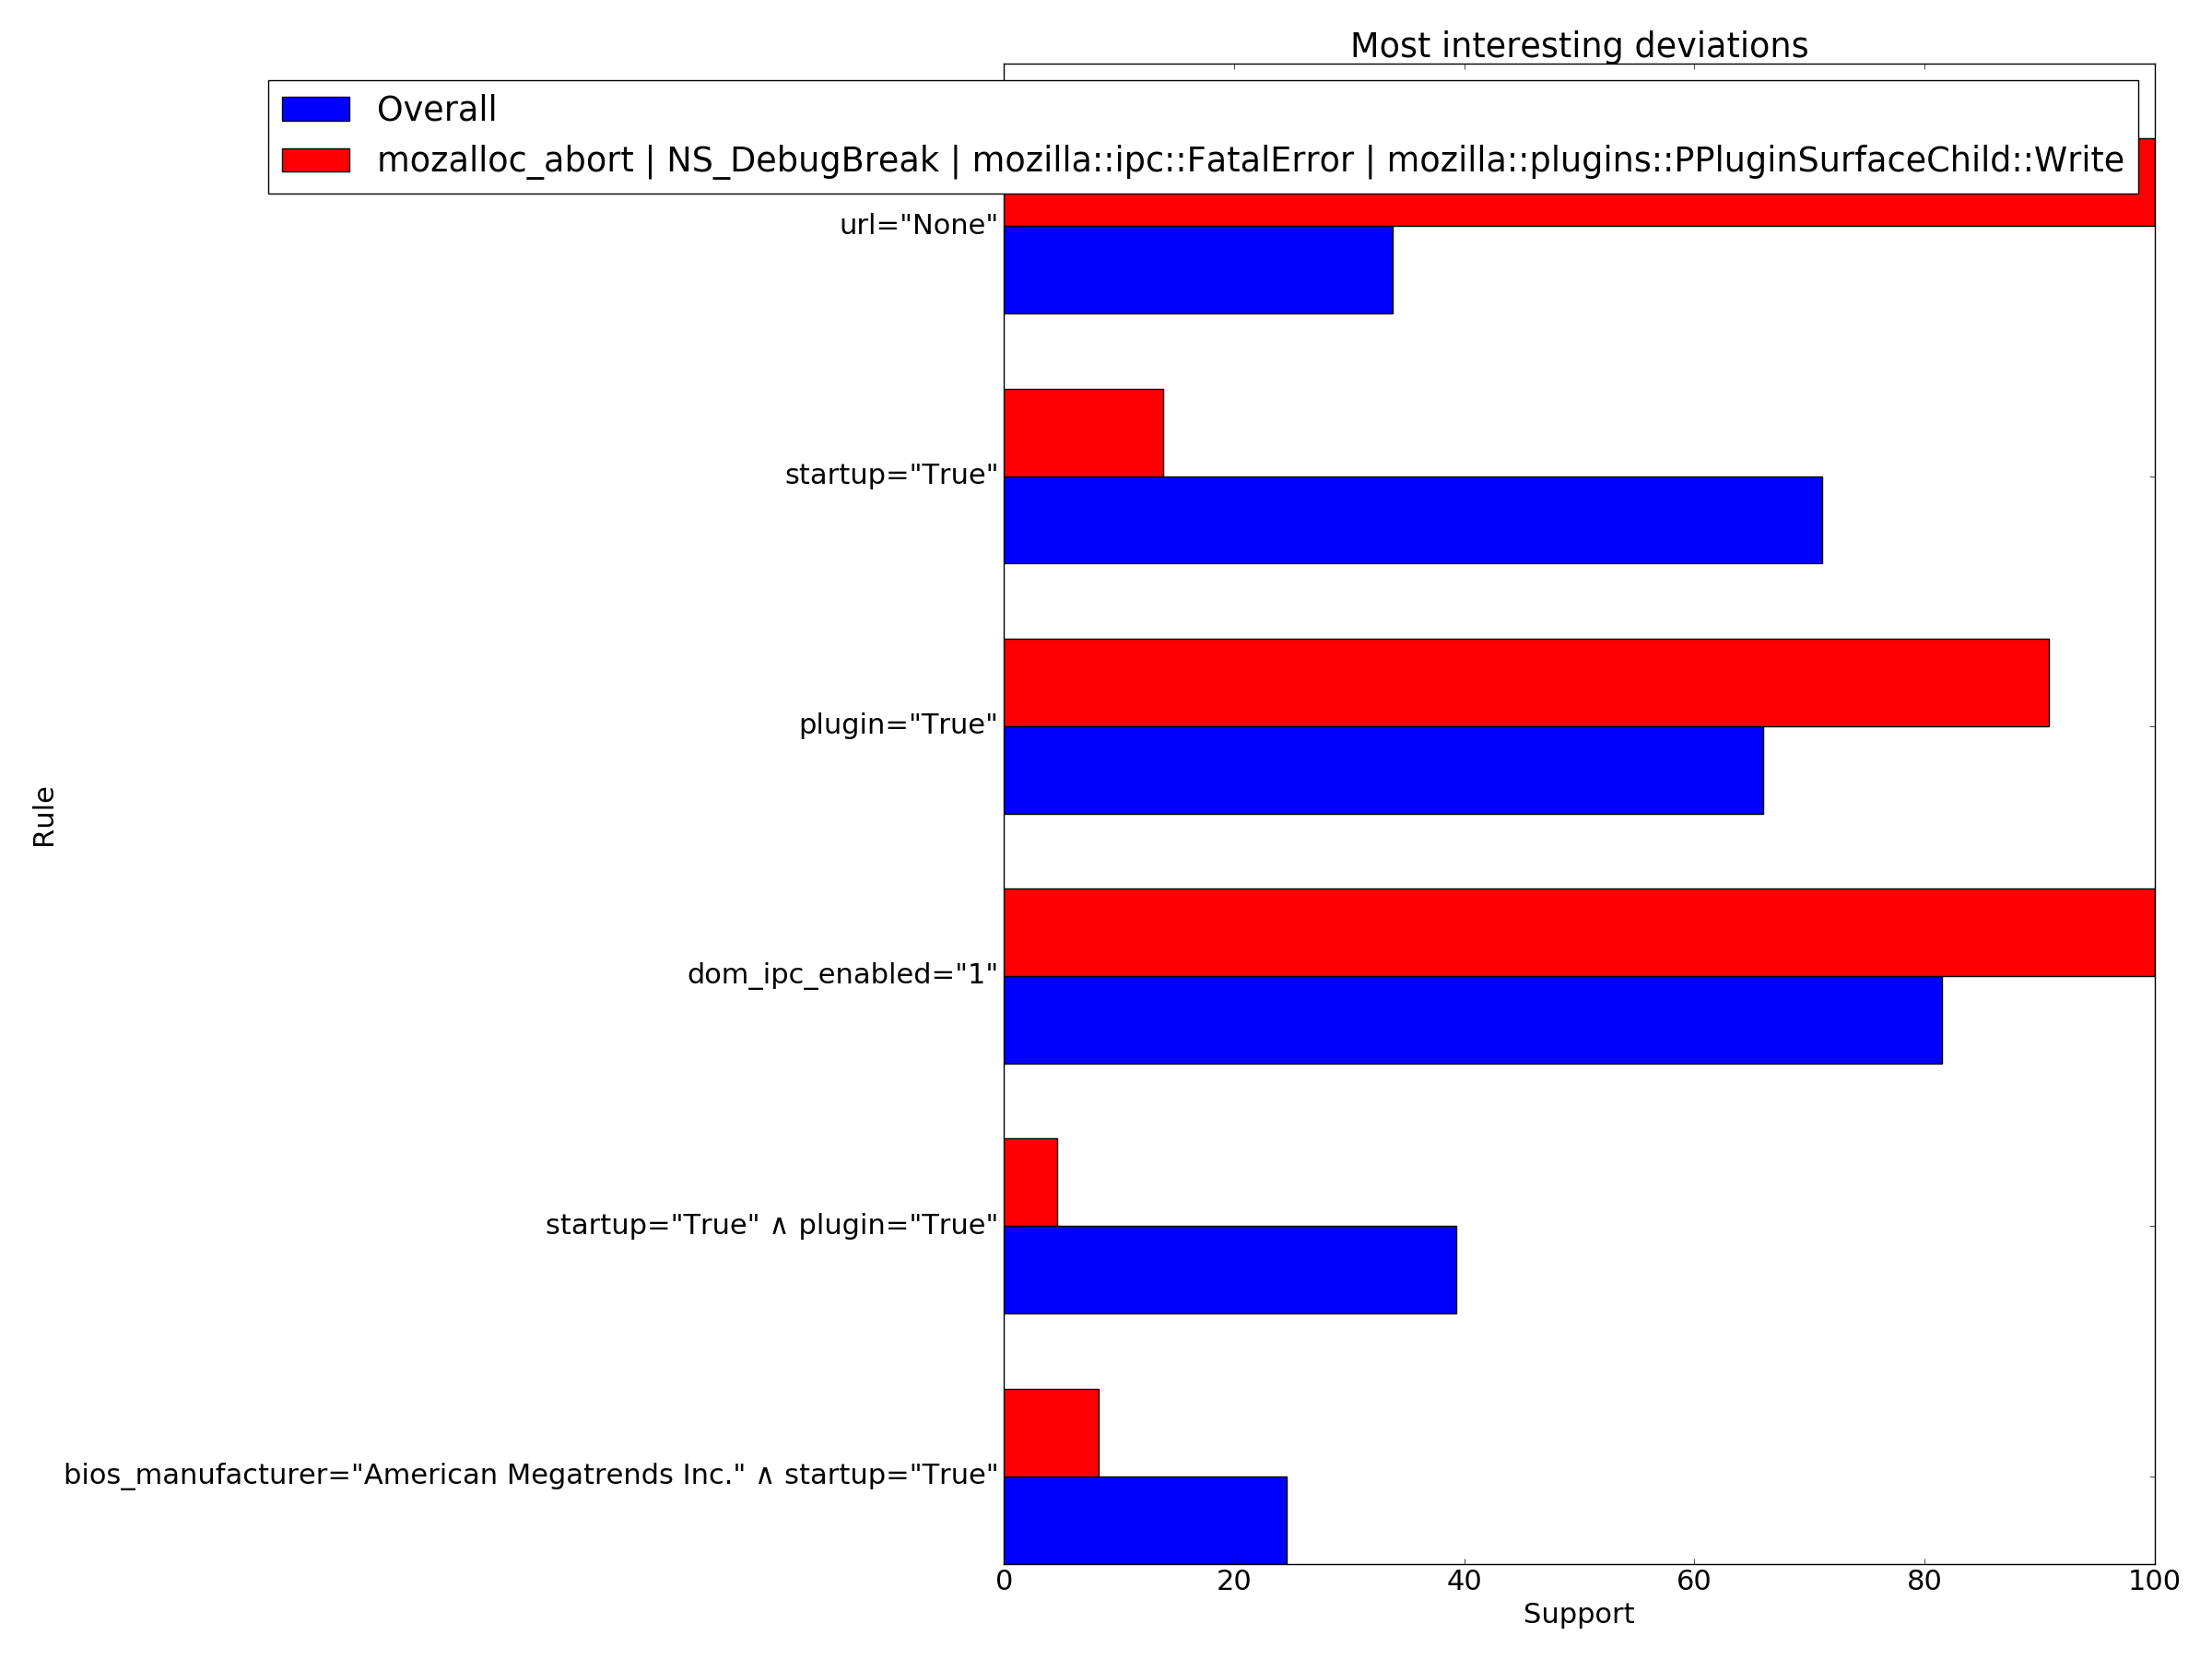 Most interesting deviations
Overall
mozalloc_abort | NS_DebugBreak | mozilla::ipc::FatalError | mozilla::plugins::PPluginSurfaceChild::Write
url="None"
startup="True"
plugin="True"
Rule
dom_ipc_enabled="1"
startup="True" ∧ plugin="True"
bios_manufacturer="American Megatrends Inc." ∧ startup="True"
0 20 40 60 80 100
Support